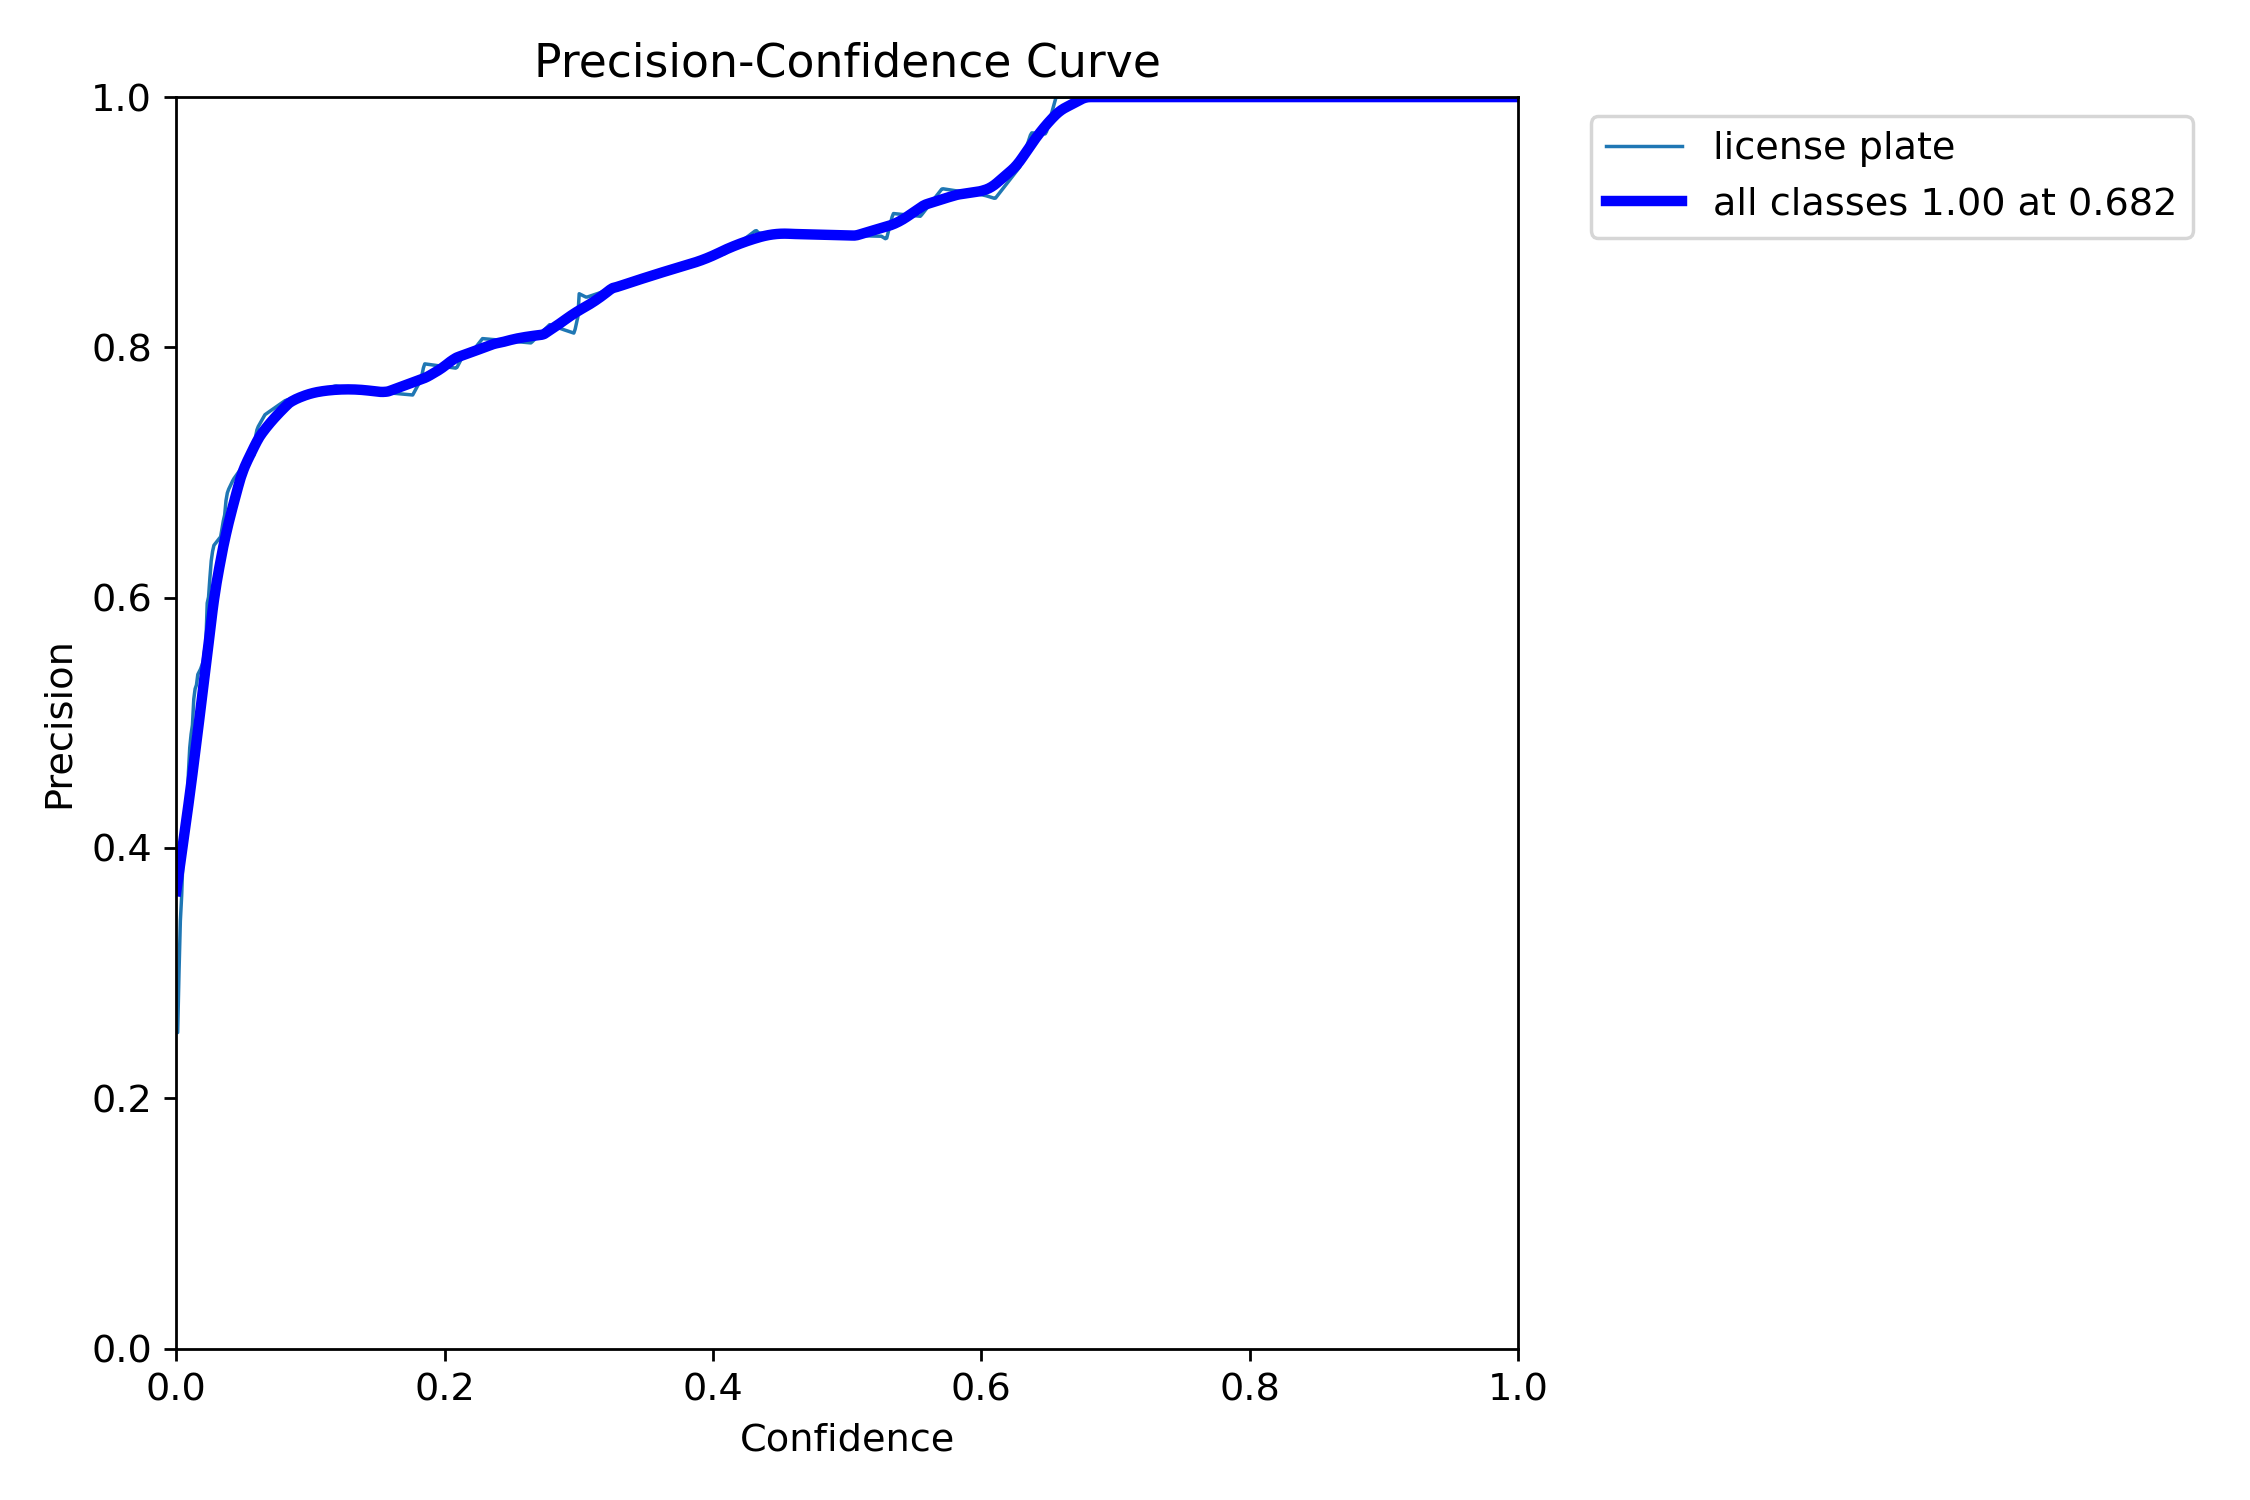 Precision-Confidence Curve
1.0
0.8
0.6
0.4
0.2
0.0
Precision
0.0 0.2 0.4 0.6 0.8 1.0
Confidence
license plate
all classes 1.00 at 0.682